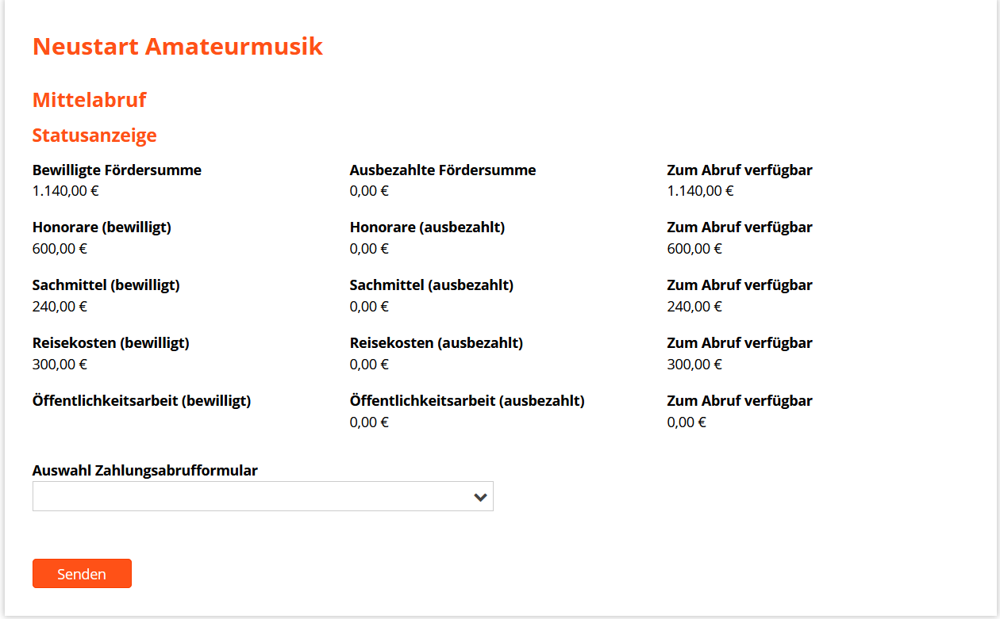 Neustart Amateurmusik
Mittelabruf
Statusanzeige
Bewilligte Fördersumme Ausbezahlte Fördersumme Zum Abruf verfügbar
1.140,00 € 0,00 € 1.140,00 €
Honorare (bewilligt) Honorare (ausbezahlt) Zum Abruf verfügbar
600,00 € 0,00 € 600,00 €
Sachmittel (bewilligt) Sachmittel (ausbezahlt) Zum Abruf verfügbar
240,00 € 0,00 € 240,00 €
Reisekosten (bewilligt) Reisekosten (ausbezahlt) Zum Abruf verfügbar
300,00 € 0,00 € 300,00 €
Öffentlichkeitsarbeit (bewilligt) Öffentlichkeitsarbeit (ausbezahlt) Zum Abruf verfügbar
0,00 € 0,00 €
Auswahl Zahlungsabrufformular
Senden